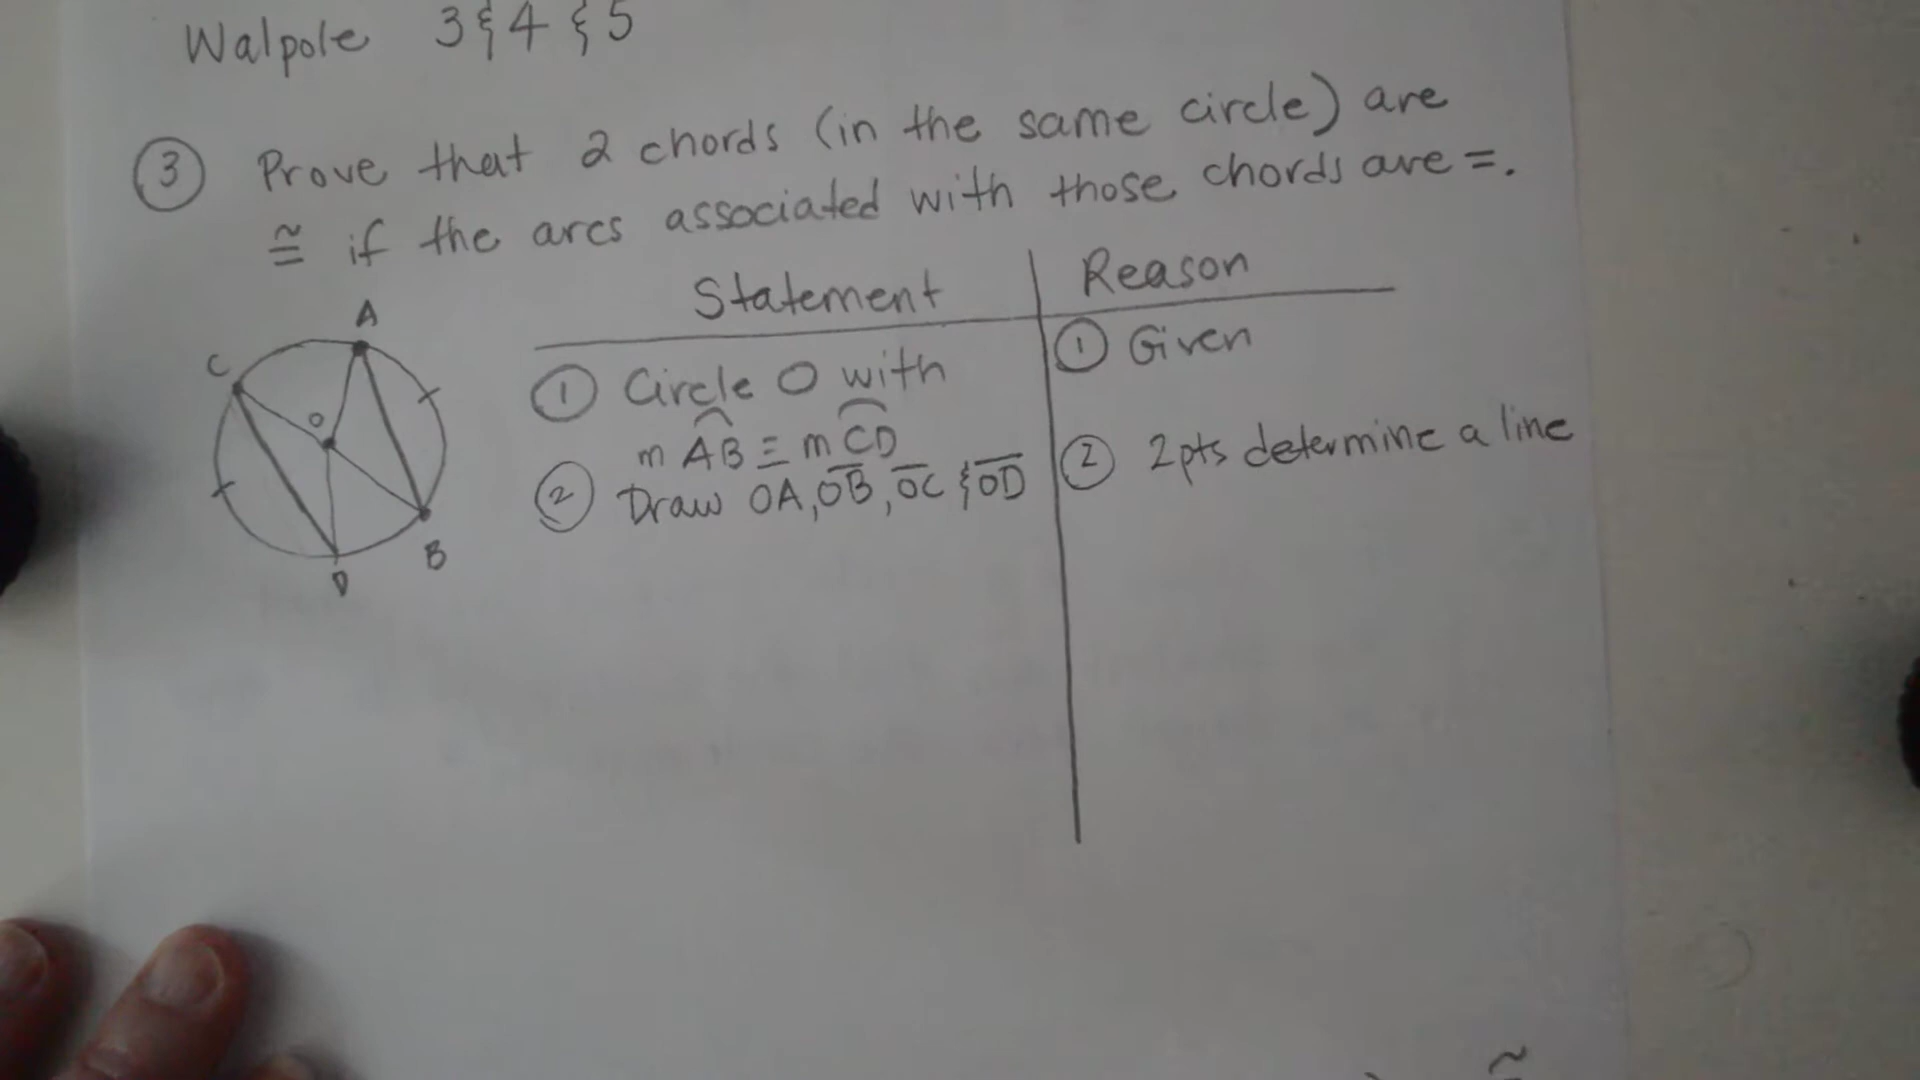 Walpole 3 & 4 & 5
③ Prove that 2 chords (in the same circle) are
≅ if the arcs associated with those chords are =.
Statement
Reason
① Circle O with
m AB ≡ m CD
② Draw OA, OB, OC & OD
① Given
② 2pts determine a line
A
C
O
B
D